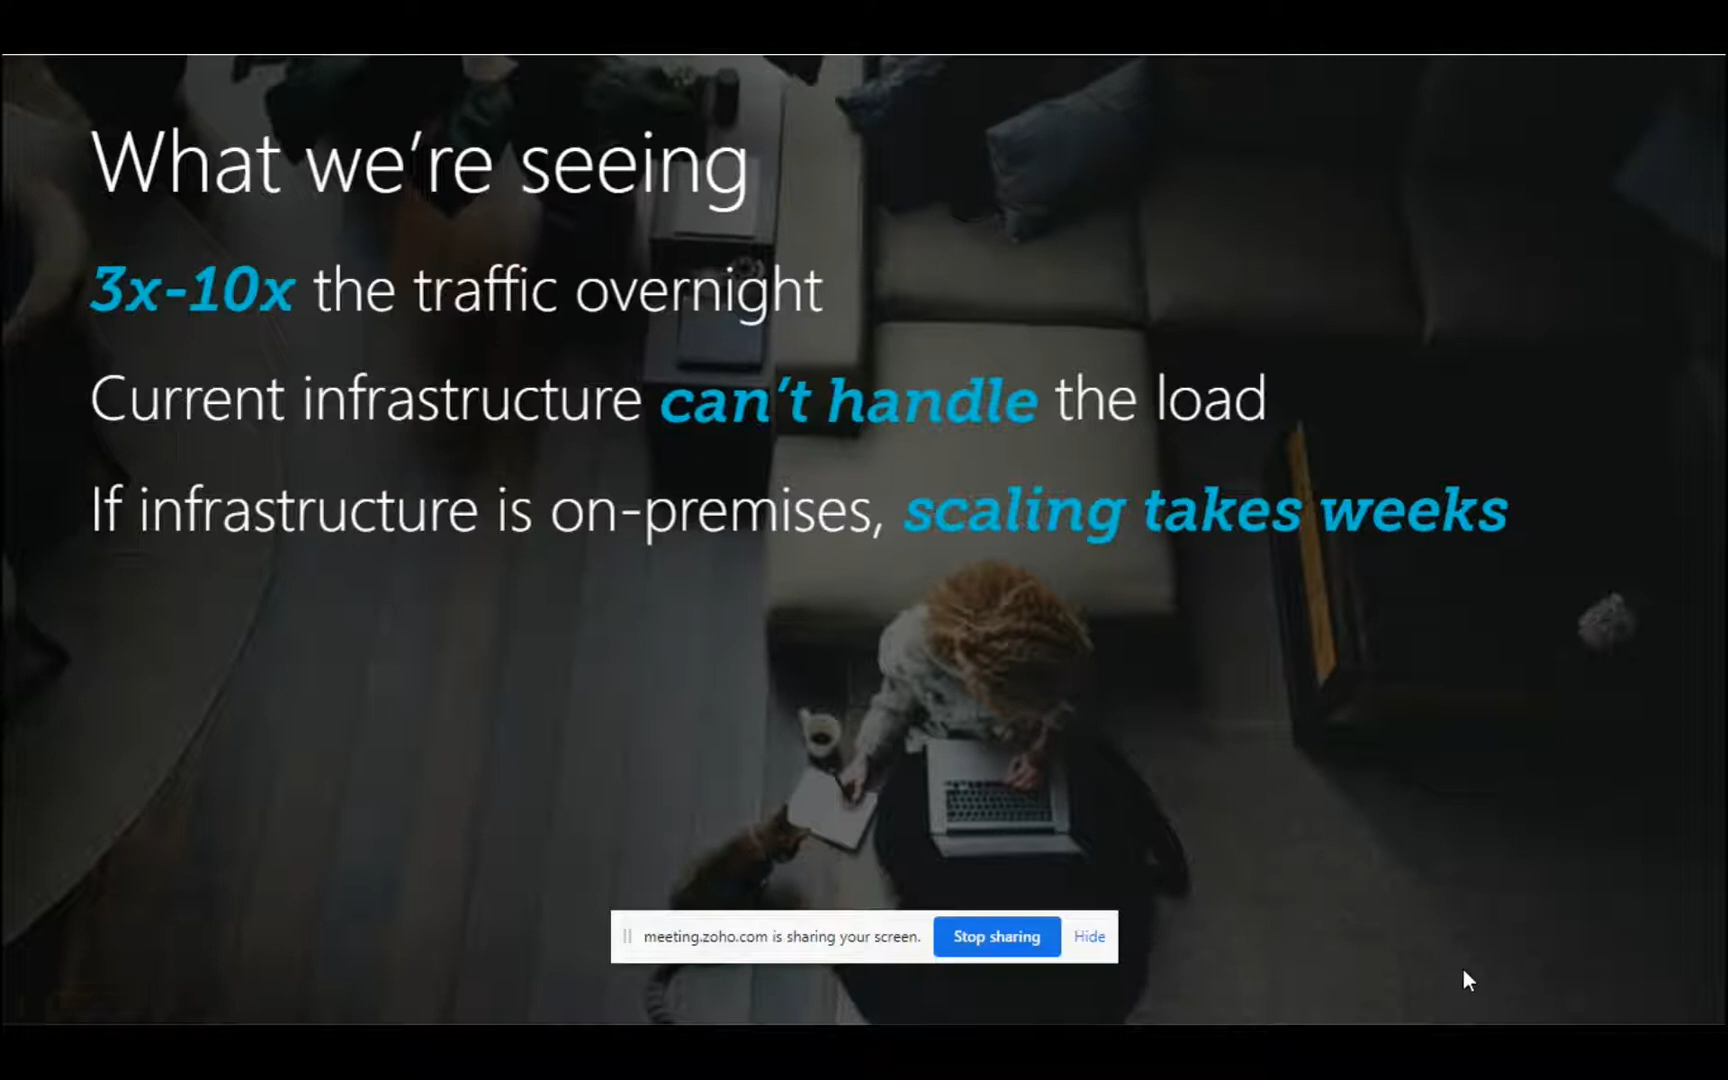 What we’re seeing
3x-10x the traffic overnight
Current infrastructure can’t handle the load
If infrastructure is on-premises, scaling takes weeks
meeting.zoho.com is sharing your screen. Stop sharing Hide